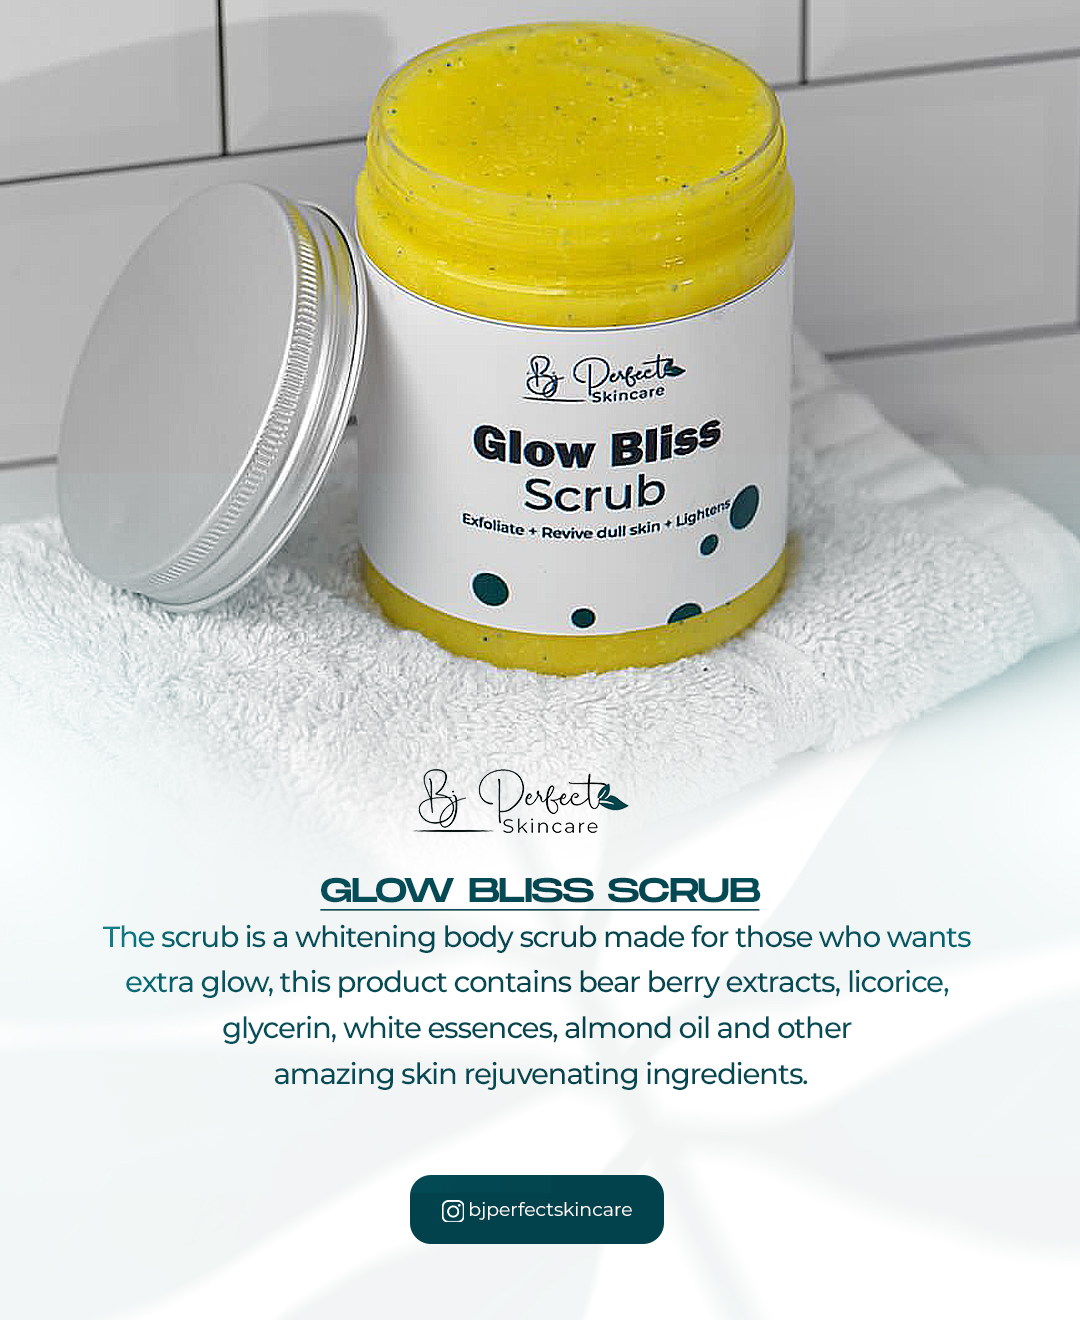 Bj Perfect
Skincare
Glow Bliss
Scrub
Exfoliate + Revive dull skin + Lightens
Bj Perfect
Skincare
GLOW BLISS SCRUB
The scrub is a whitening body scrub made for those who wants
extra glow, this product contains bear berry extracts, licorice,
glycerin, white essences, almond oil and other
amazing skin rejuvenating ingredients.
bjperfectskincare